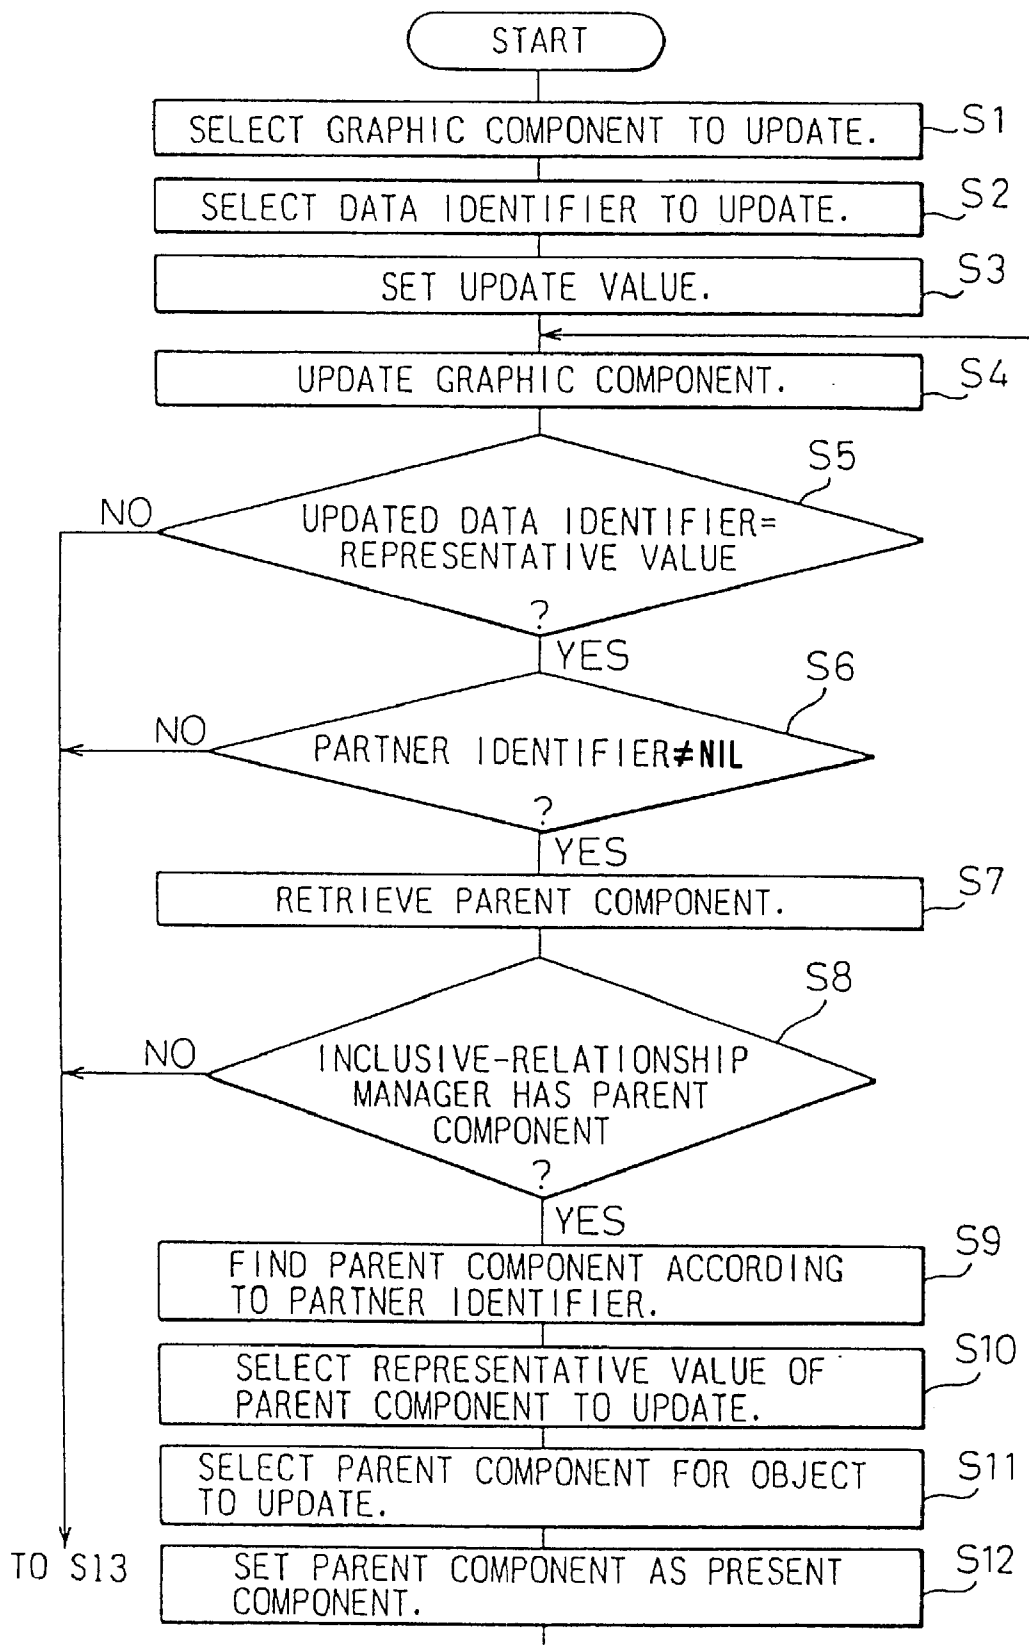 START
SELECT GRAPHIC COMPONENT TO UPDATE.
S1
SELECT DATA IDENTIFIER TO UPDATE.
S2
SET UPDATE VALUE.
S3
UPDATE GRAPHIC COMPONENT.
S4
S5
NO
UPDATED DATA IDENTIFIER=
REPRESENTATIVE VALUE
?
YES
S6
NO
PARTNER IDENTIFIER≠NIL
?
YES
RETRIEVE PARENT COMPONENT.
S7
S8
NO
INCLUSIVE-RELATIONSHIP
MANAGER HAS PARENT
COMPONENT
?
YES
FIND PARENT COMPONENT ACCORDING
TO PARTNER IDENTIFIER.
S9
SELECT REPRESENTATIVE VALUE OF
PARENT COMPONENT TO UPDATE.
S10
SELECT PARENT COMPONENT FOR OBJECT
TO UPDATE.
S11
TO S13
SET PARENT COMPONENT AS PRESENT
COMPONENT.
S12